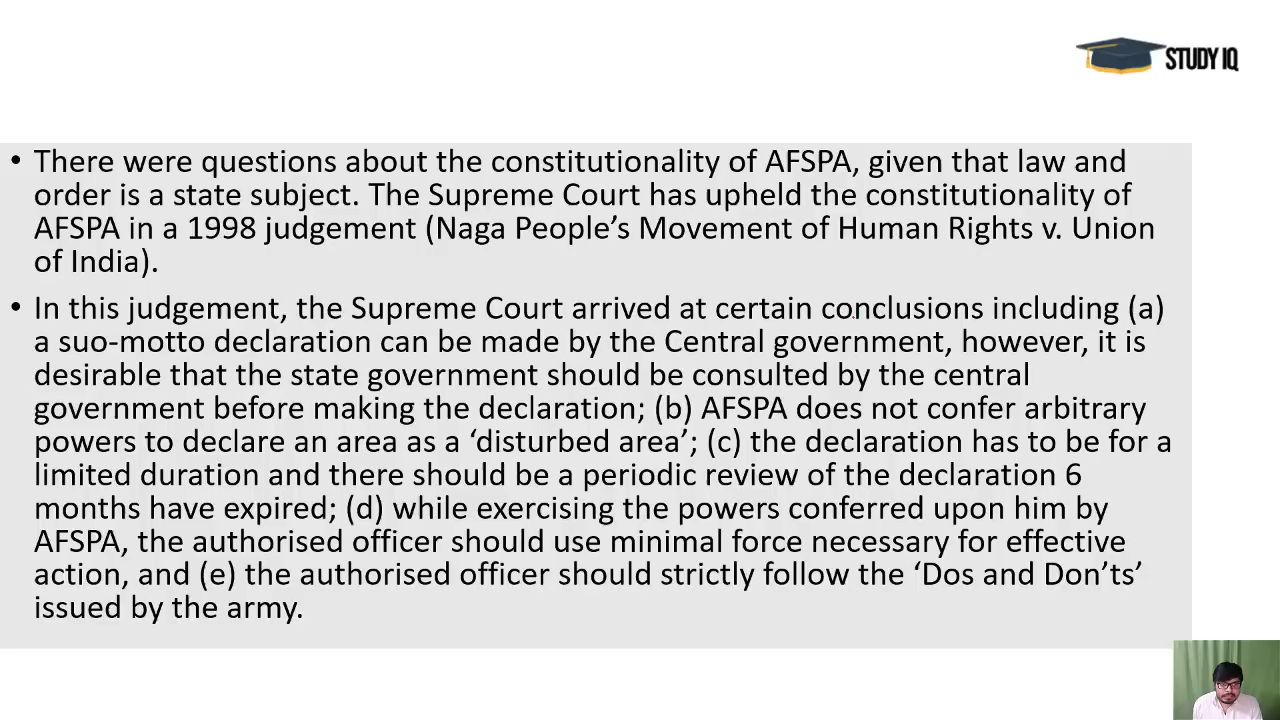 STUDY IQ
• There were questions about the constitutionality of AFSPA, given that law and
order is a state subject. The Supreme Court has upheld the constitutionality of
AFSPA in a 1998 judgement (Naga People’s Movement of Human Rights v. Union
of India).
• In this judgement, the Supreme Court arrived at certain conclusions including (a)
a suo-motto declaration can be made by the Central government, however, it is
desirable that the state government should be consulted by the central
government before making the declaration; (b) AFSPA does not confer arbitrary
powers to declare an area as a ‘disturbed area’; (c) the declaration has to be for a
limited duration and there should be a periodic review of the declaration 6
months have expired; (d) while exercising the powers conferred upon him by
AFSPA, the authorised officer should use minimal force necessary for effective
action, and (e) the authorised officer should strictly follow the ‘Dos and Don’ts’
issued by the army.